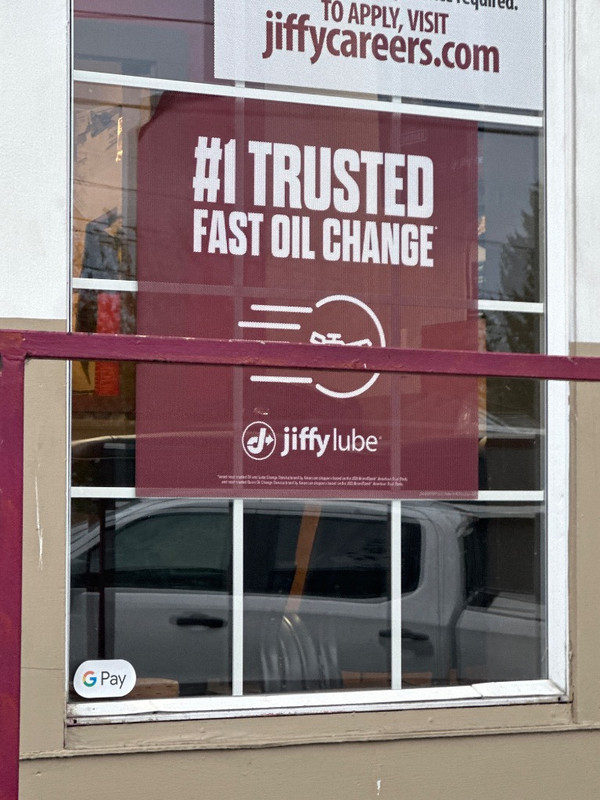 required.
TO APPLY, VISIT
jiffycareers.com
#1 TRUSTED
FAST OIL CHANGE
jiffy lube
G Pay